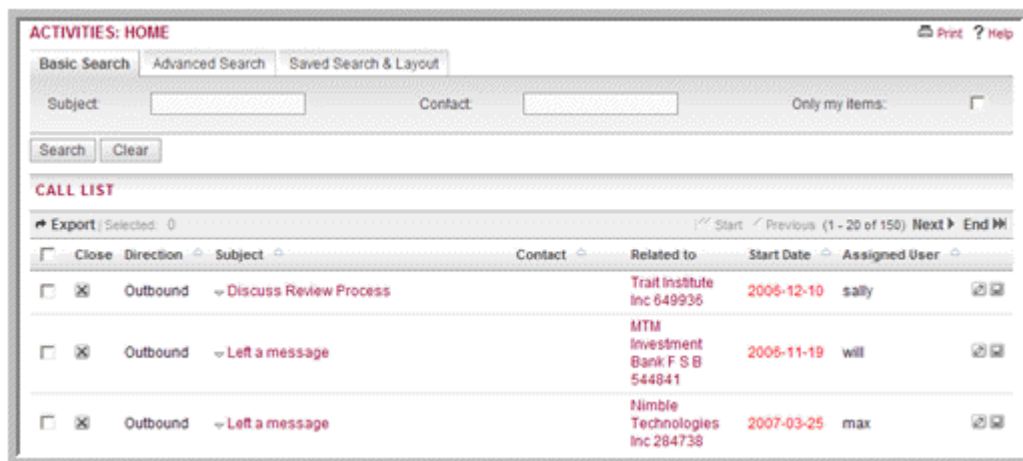 ACTIVITIES: HOME Print ? Help
Basic Search Advanced Search Saved Search & Layout
Subject: Contact: Only my items:
Search Clear
CALL LIST
Export | Selected: 0 Start Previous (1 - 20 of 150) Next End
Close Direction Subject Contact Related to Start Date Assigned User
Outbound Discuss Review Process Trait Institute Inc 649936 2006-12-10 sally
Outbound Left a message MTM Investment Bank F S B 544841 2006-11-19 will
Outbound Left a message Nimble Technologies Inc 284738 2007-03-25 max